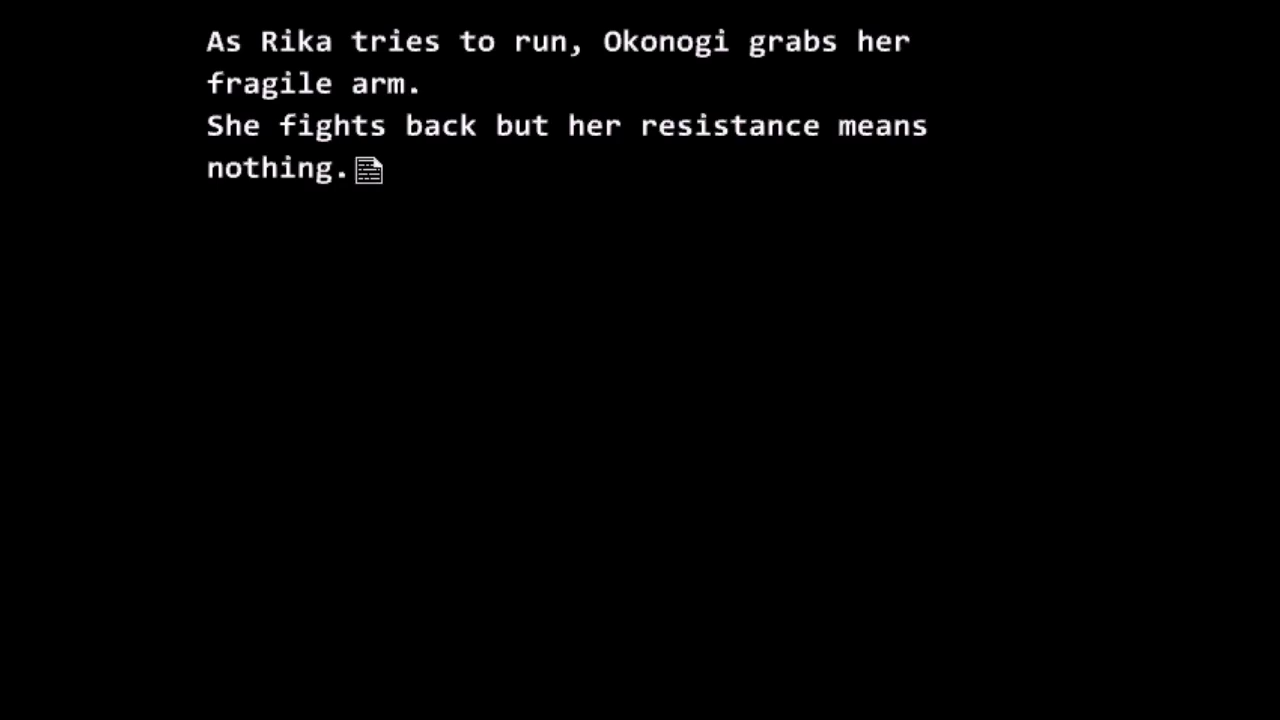 As Rika tries to run, Okonogi grabs her
fragile arm.
She fights back but her resistance means
nothing.